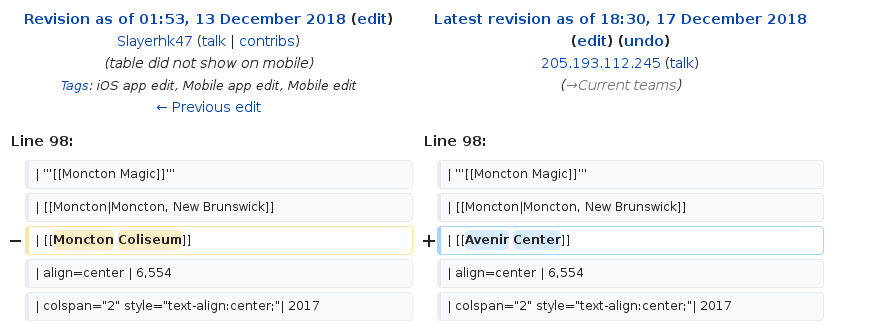 Revision as of 01:53, 13 December 2018 (edit)
Slayerhk47 (talk | contribs)
(table did not show on mobile)
Tags: iOS app edit, Mobile app edit, Mobile edit
← Previous edit
Latest revision as of 18:30, 17 December 2018
(edit) (undo)
205.193.112.245 (talk)
(→Current teams)
Line 98:
| '''[[Moncton Magic]]'''
| [[Moncton|Moncton, New Brunswick]]
− | [[Moncton Coliseum]]
| align=center | 6,554
| colspan="2" style="text-align:center;"| 2017
Line 98:
| '''[[Moncton Magic]]'''
| [[Moncton|Moncton, New Brunswick]]
+ | [[Avenir Center]]
| align=center | 6,554
| colspan="2" style="text-align:center;"| 2017